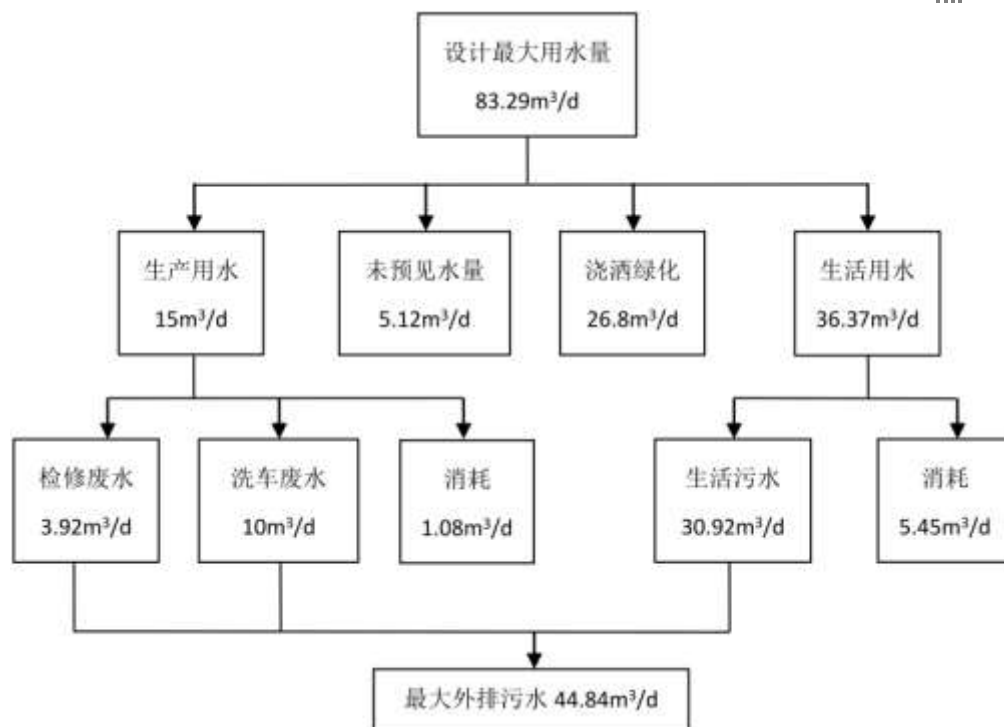 设计最大用水量
83.29m³/d
生产用水
15m³/d
未预见水量
5.12m³/d
浇洒绿化
26.8m³/d
生活用水
36.37m³/d
检修废水
3.92m³/d
洗车废水
10m³/d
消耗
1.08m³/d
生活污水
30.92m³/d
消耗
5.45m³/d
最大外排污水 44.84m³/d